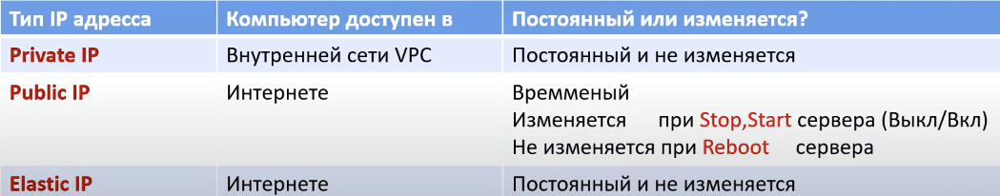 Тип IP адресса Компьютер доступен в Постоянный или изменяется?
Private IP Внутренней сети VPC Постоянный и не изменяется
Public IP Интернете Времменый
Изменяется при Stop,Start сервера (Выкл/Вкл)
Не изменяется при Reboot сервера
Elastic IP Интернете Постоянный и не изменяется